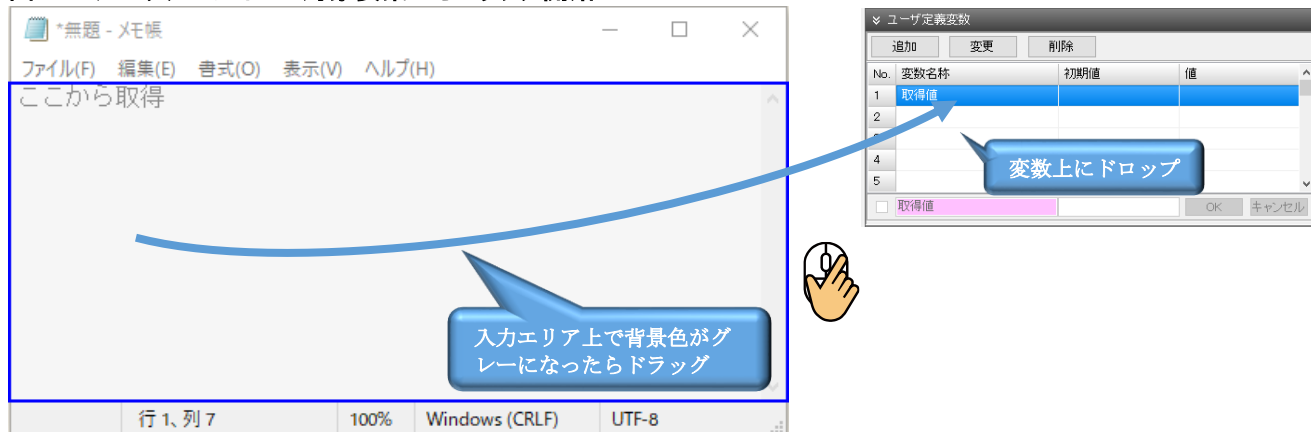 *無題 - メモ帳
ファイル(F) 編集(E) 書式(O) 表示(V) ヘルプ(H)
ここから取得
入力エリア上で背景色がグ
レーになったらドラッグ
行 1、列 7 100% Windows (CRLF) UTF-8
ユーザ定義変数
追加 変更 削除
No. 変数名称 初期値 値
1 取得値
2
4
5
変数上にドロップ
取得値 OK キャンセル